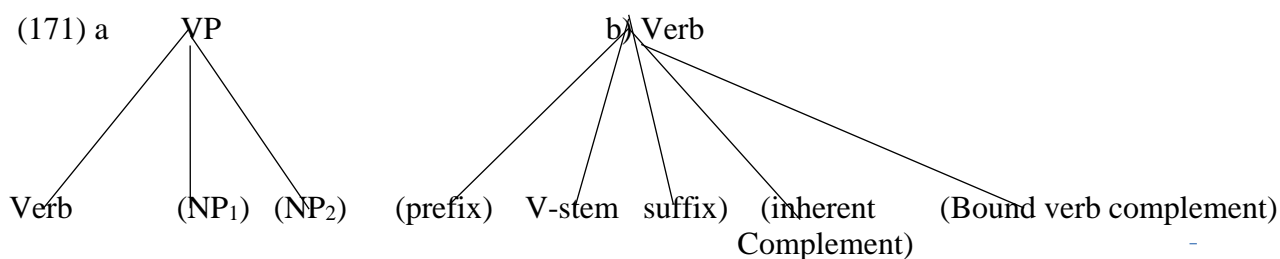 (171) a VP b) Verb
Verb (NP₁) (NP₂) (prefix) V-stem suffix) (inherent (Bound verb complement)
Complement)